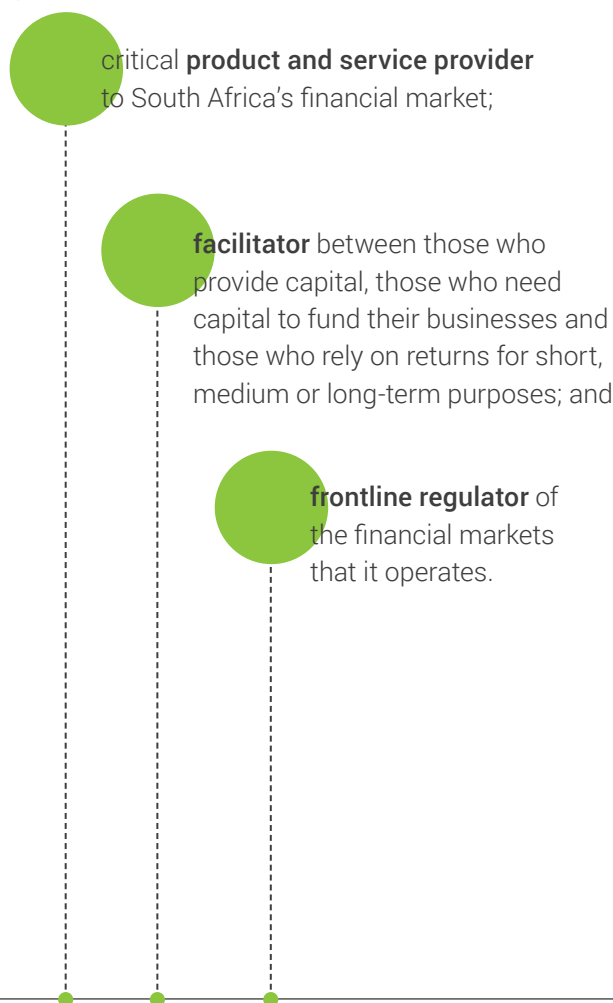 critical product and service provider
to South Africa's financial market;
facilitator between those who
provide capital, those who need
capital to fund their businesses and
those who rely on returns for short,
medium or long-term purposes; and
frontline regulator of
the financial markets
that it operates.